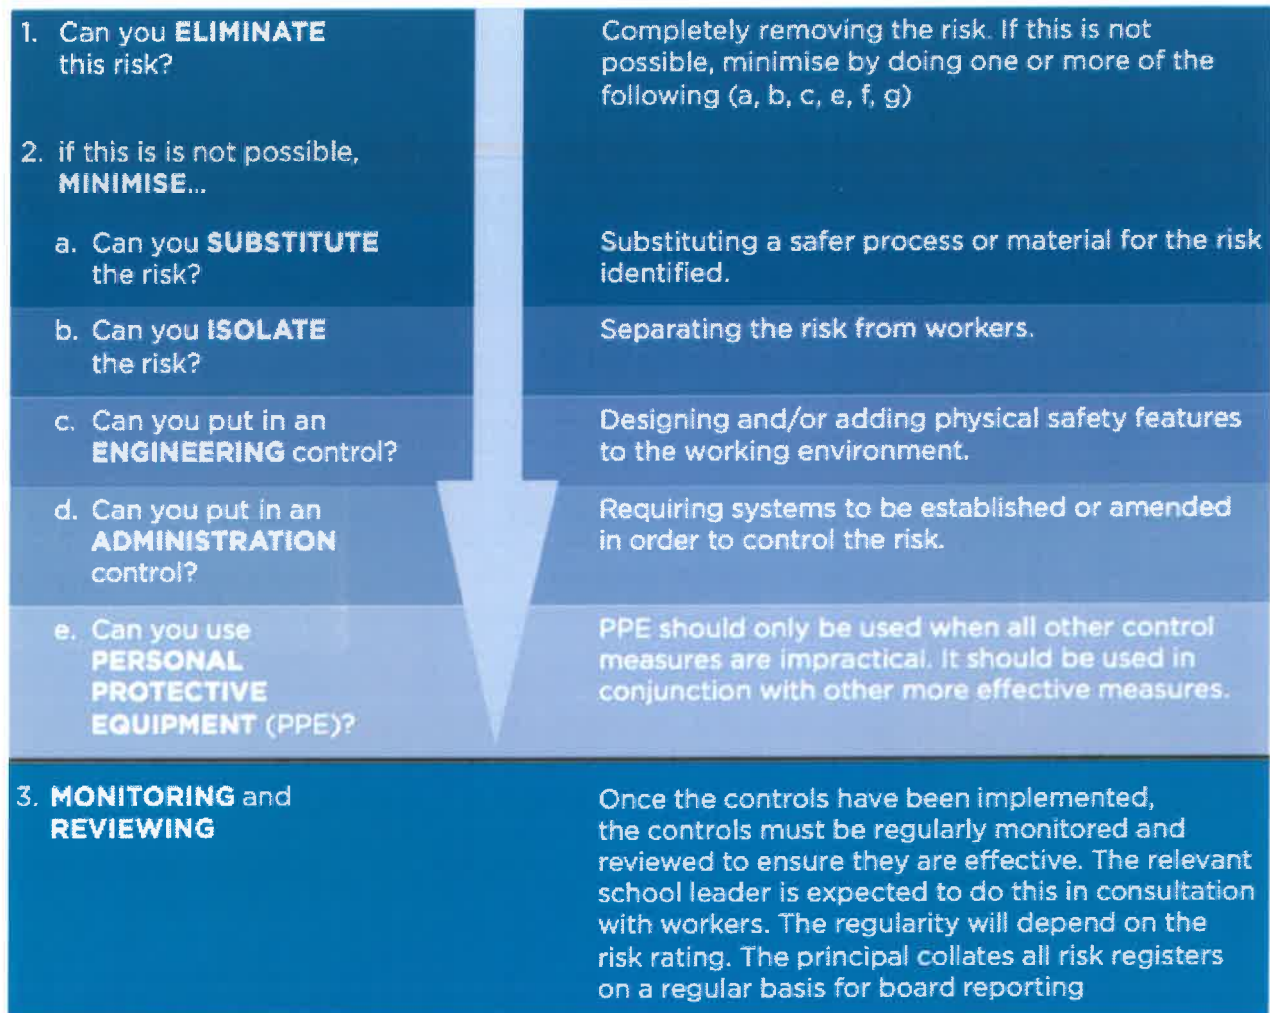 1. Can you ELIMINATE
this risk?
Completely removing the risk. If this is not
possible, minimise by doing one or more of the
following (a, b, c, e, f, g)
2. if this is is not possible,
MINIMISE...
a. Can you SUBSTITUTE
the risk?
Substituting a safer process or material for the risk
identified.
b. Can you ISOLATE
the risk?
Separating the risk from workers.
c. Can you put in an
ENGINEERING control?
Designing and/or adding physical safety features
to the working environment.
d. Can you put in an
ADMINISTRATION
control?
Requiring systems to be established or amended
in order to control the risk.
e. Can you use
PERSONAL
PROTECTIVE
EQUIPMENT (PPE)?
PPE should only be used when all other control
measures are impractical. It should be used in
conjunction with other more effective measures.
3. MONITORING and
REVIEWING
Once the controls have been implemented,
the controls must be regularly monitored and
reviewed to ensure they are effective. The relevant
school leader is expected to do this in consultation
with workers. The regularity will depend on the
risk rating. The principal collates all risk registers
on a regular basis for board reporting